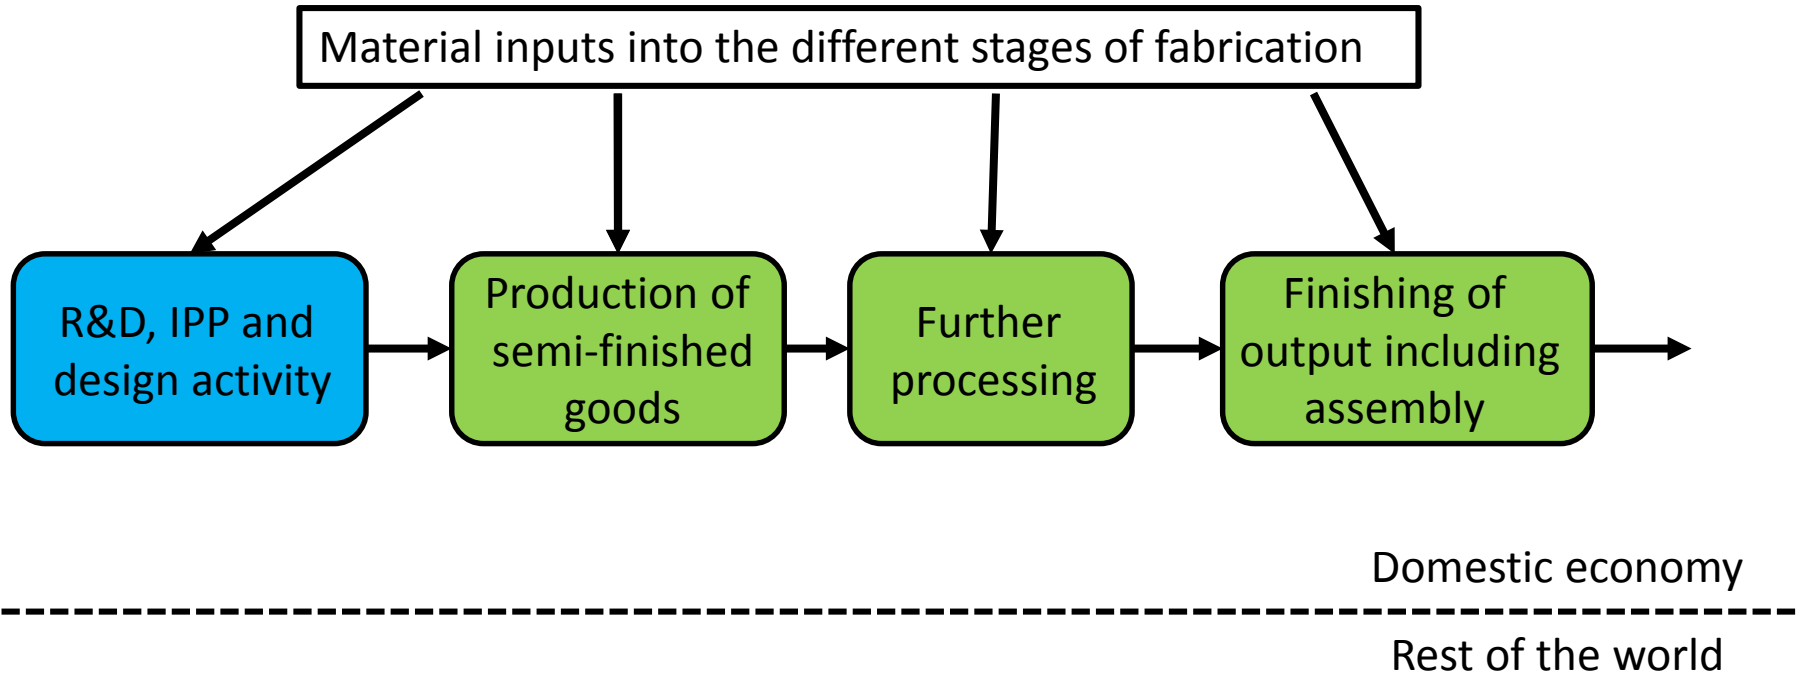 Material inputs into the different stages of fabrication
R&D, IPP and
design activity
Production of
semi-finished
goods
Further
processing
Finishing of
output including
assembly
Domestic economy
Rest of the world